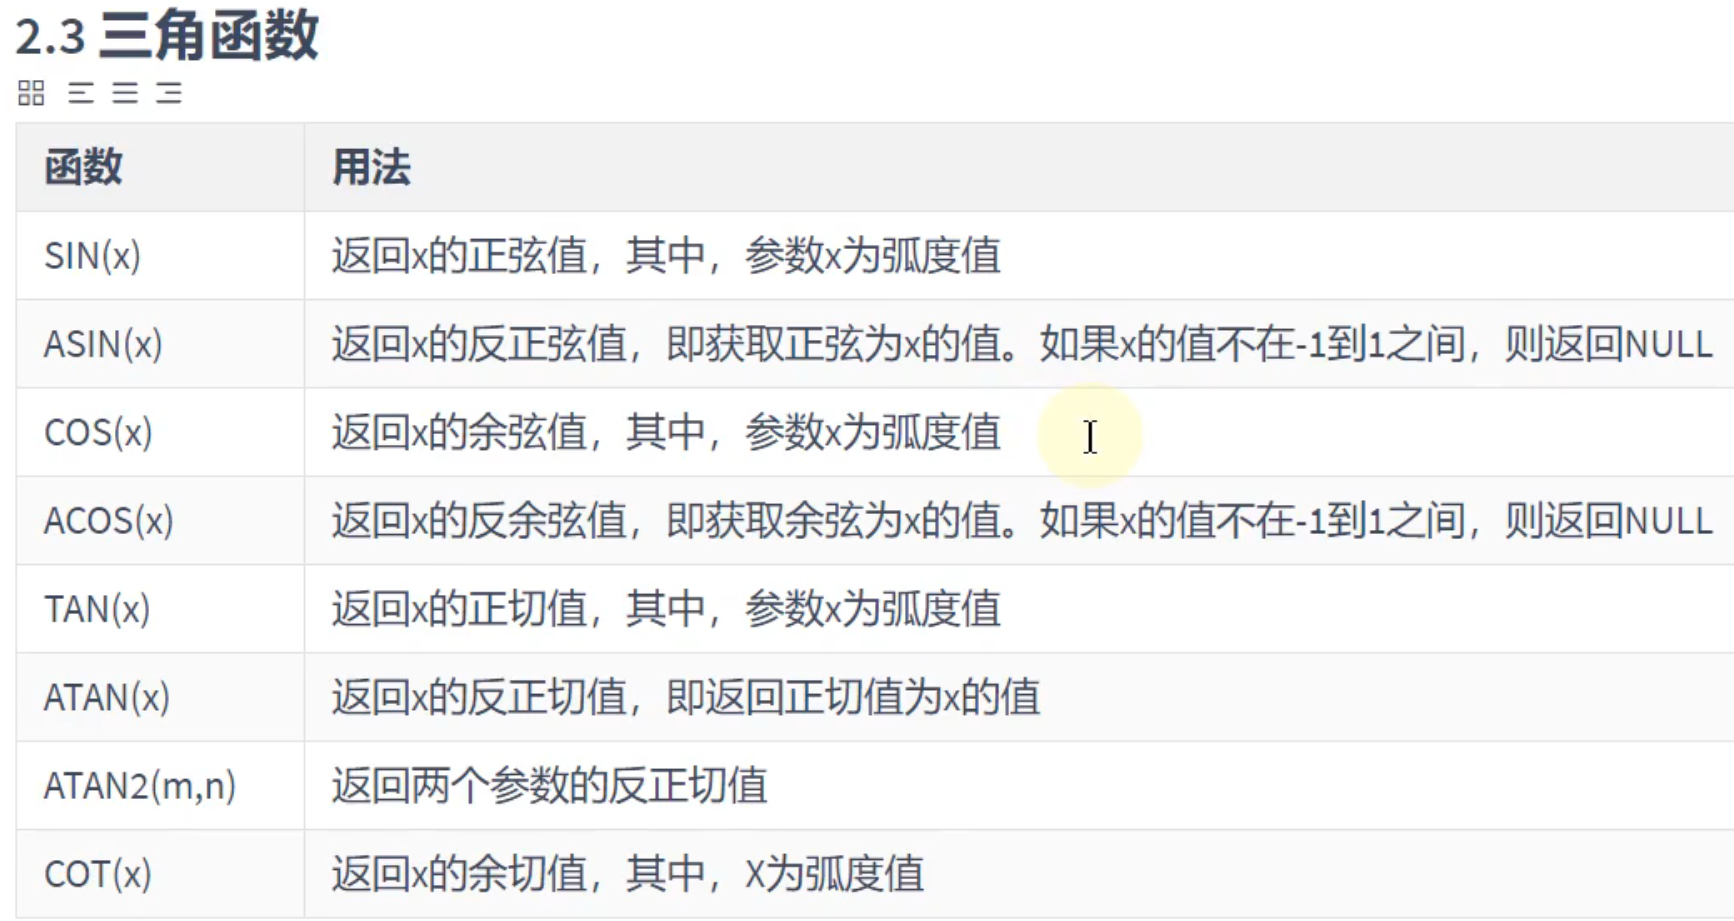 2.3 三角函数
函数 用法
SIN(x) 返回x的正弦值，其中，参数x为弧度值
ASIN(x) 返回x的反正弦值，即获取正弦为x的值。如果x的值不在-1到1之间，则返回NULL
COS(x) 返回x的余弦值，其中，参数x为弧度值
ACOS(x) 返回x的反余弦值，即获取余弦为x的值。如果x的值不在-1到1之间，则返回NULL
TAN(x) 返回x的正切值，其中，参数x为弧度值
ATAN(x) 返回x的反正切值，即返回正切值为x的值
ATAN2(m,n) 返回两个参数的反正切值
COT(x) 返回x的余切值，其中，X为弧度值